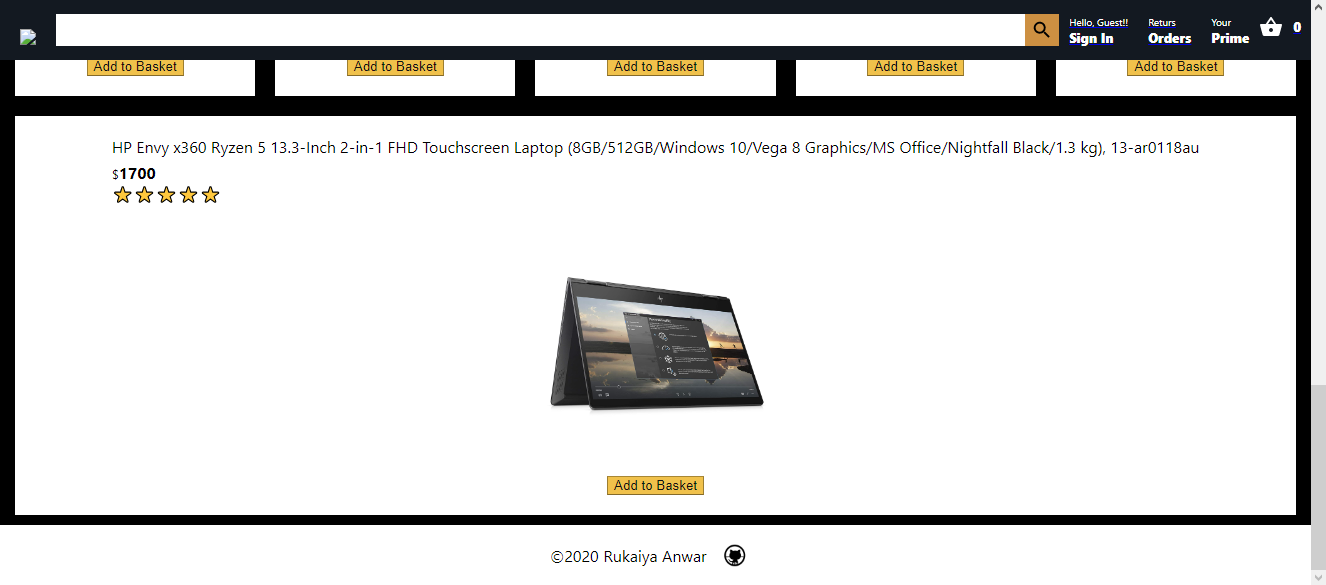 Hello, Guest!!
Sign In
Returs
Orders
Your
Prime
0
Add to Basket
Add to Basket
Add to Basket
Add to Basket
Add to Basket
HP Envy x360 Ryzen 5 13.3-Inch 2-in-1 FHD Touchscreen Laptop (8GB/512GB/Windows 10/Vega 8 Graphics/MS Office/Nightfall Black/1.3 kg), 13-ar0118au
$1700
Add to Basket
©2020 Rukaiya Anwar